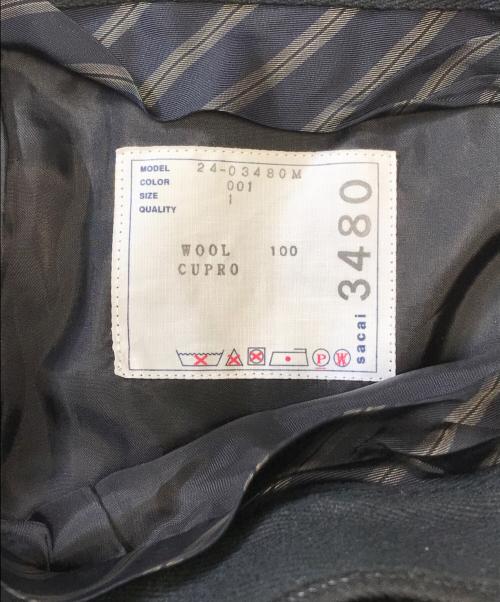 MODEL 24-03480M
COLOR 001
SIZE 1
QUALITY
WOOL 100
CUPRO
P W
sacai 3480